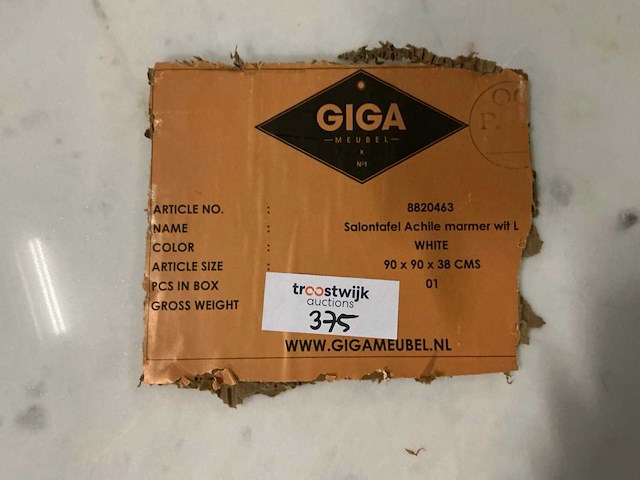 GIGA
MEUBEL
x
Nº1
ARTICLE NO. : 8820463
NAME : Salontafel Achile marmer wit L
COLOR : WHITE
ARTICLE SIZE : 90 x 90 x 38 CMS
PCS IN BOX 01
GROSS WEIGHT
troostwijk
auctions
375
WWW.GIGAMEUBEL.NL